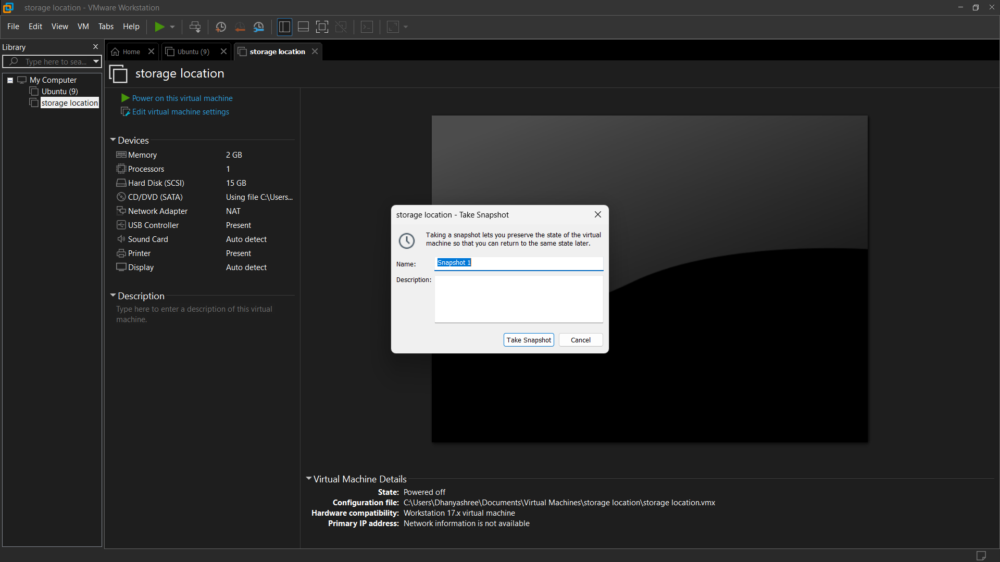 storage location - VMware Workstation
File Edit View VM Tabs Help
Library
Type here to sea...
My Computer
Ubuntu (9)
storage location
Home
Ubuntu (9)
storage location
storage location
Power on this virtual machine
Edit virtual machine settings
Devices
Memory 2 GB
Processors 1
Hard Disk (SCSI) 15 GB
CD/DVD (SATA) Using file C:\Users...
Network Adapter NAT
USB Controller Present
Sound Card Auto detect
Printer Present
Display Auto detect
Description
Type here to enter a description of this virtual
machine.
storage location - Take Snapshot
Taking a snapshot lets you preserve the state of the virtual
machine so that you can return to the same state later.
Name: Snapshot 1
Description:
Take Snapshot Cancel
Virtual Machine Details
State: Powered off
Configuration file: C:\Users\Dhanyashree\Documents\Virtual Machines\storage location\storage location.vmx
Hardware compatibility: Workstation 17.x virtual machine
Primary IP address: Network information is not available